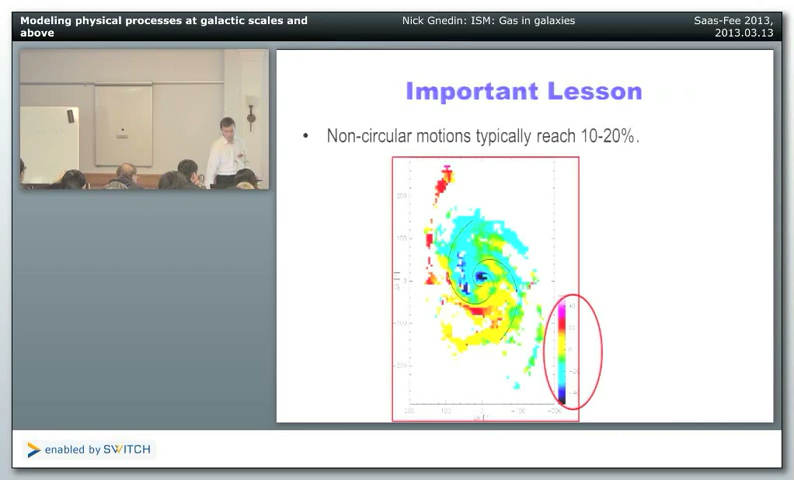 Modeling physical processes at galactic scales and above
Nick Gnedin: ISM: Gas in galaxies
Saas-Fee 2013, 2013.03.13
Important Lesson
• Non-circular motions typically reach 10-20%.
enabled by SWITCH